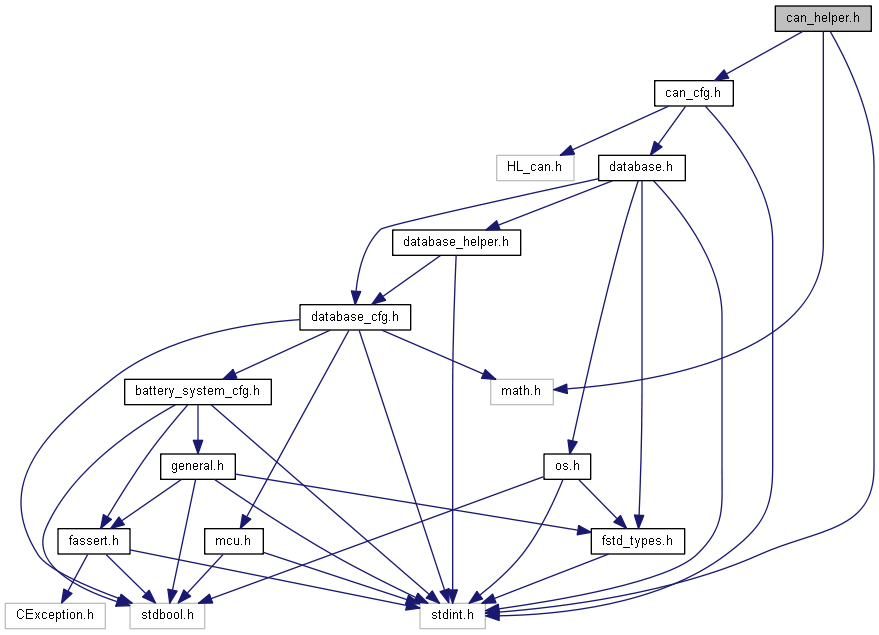 can_helper.h
can_cfg.h
HL_can.h
database.h
database_helper.h
database_cfg.h
battery_system_cfg.h
math.h
general.h
os.h
fassert.h
mcu.h
fstd_types.h
CException.h
stdbool.h
stdint.h